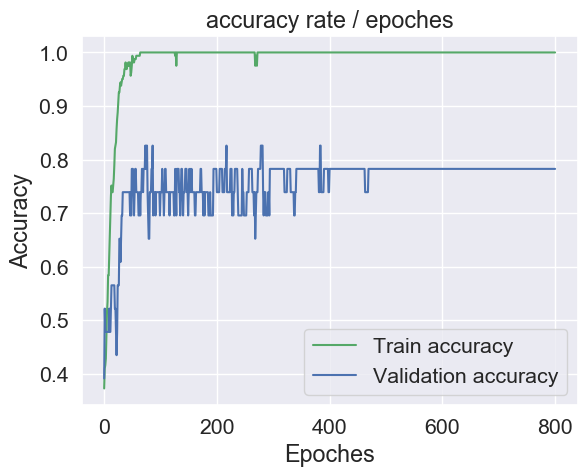 accuracy rate / epoches
1.0
0.9
0.8
0.7
0.6
0.5
0.4
Accuracy
0 200 400 600 800
Epoches
Train accuracy
Validation accuracy